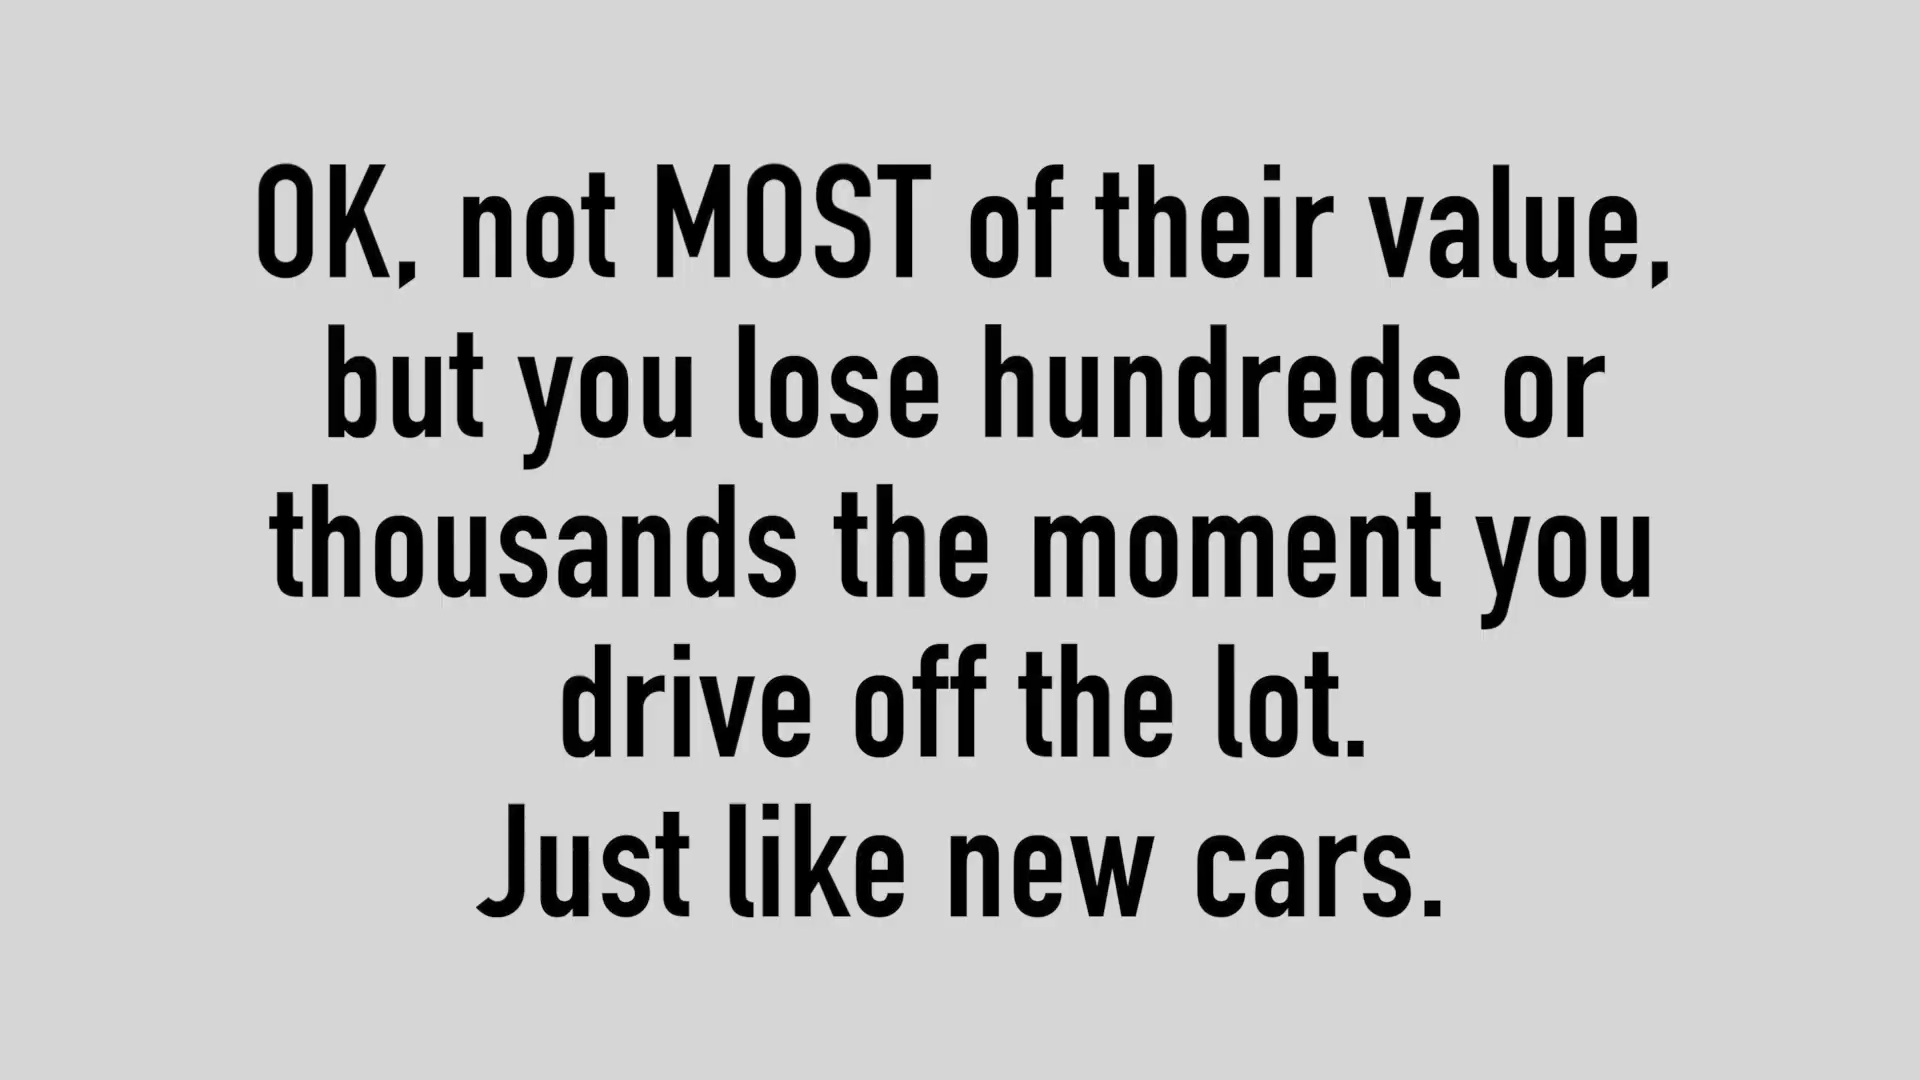 OK, not MOST of their value,
but you lose hundreds or
thousands the moment you
drive off the lot.
Just like new cars.